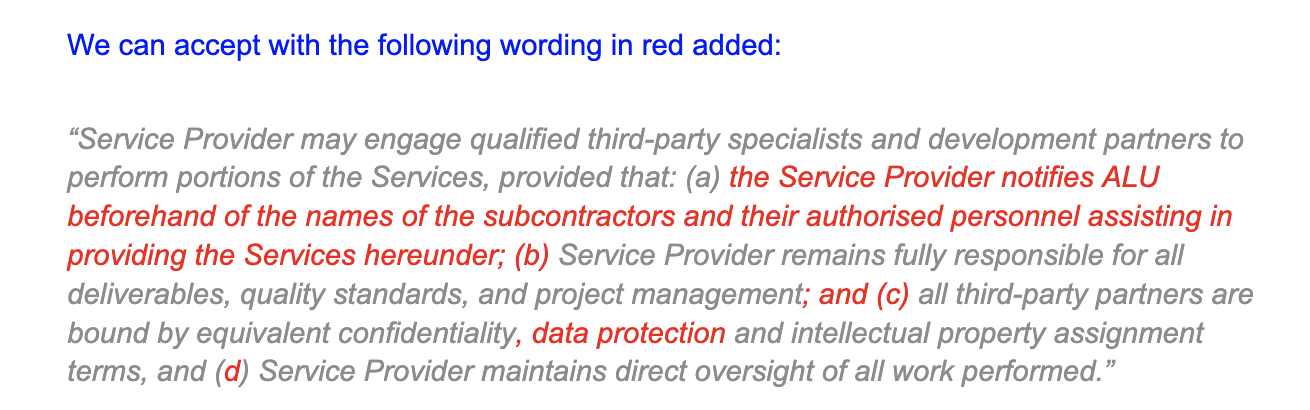 We can accept with the following wording in red added:
“Service Provider may engage qualified third-party specialists and development partners to
perform portions of the Services, provided that: (a) the Service Provider notifies ALU
beforehand of the names of the subcontractors and their authorised personnel assisting in
providing the Services hereunder; (b) Service Provider remains fully responsible for all
deliverables, quality standards, and project management; and (c) all third-party partners are
bound by equivalent confidentiality, data protection and intellectual property assignment
terms, and (d) Service Provider maintains direct oversight of all work performed.”